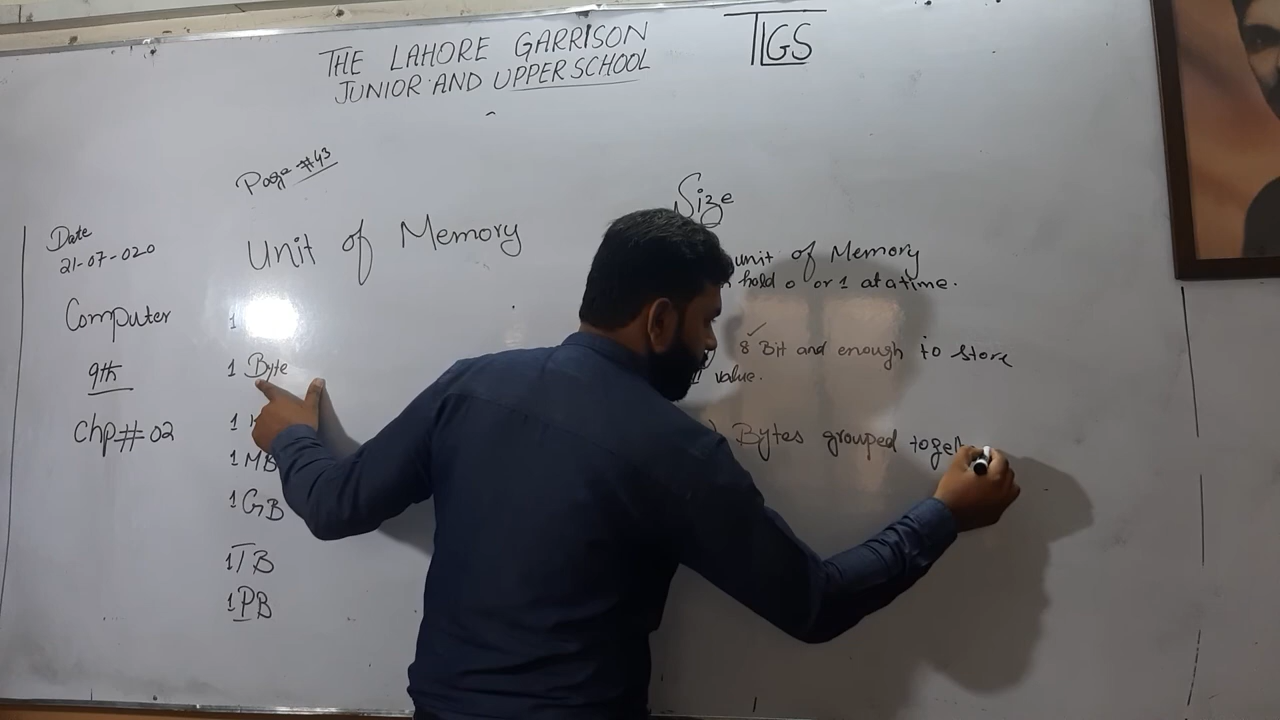 THE LAHORE GARRISON
JUNIOR AND UPPER SCHOOL
TLGS
Page #43
Date
21-07-020
Computer
9th
Chp# 02
Unit of Memory
1
1 Byte
1
1 MB
1 GB
1 TB
1 PB
Size
unit of Memory
hold 0 or 1 at a time.
8 Bit and enough to store
value.
Bytes grouped